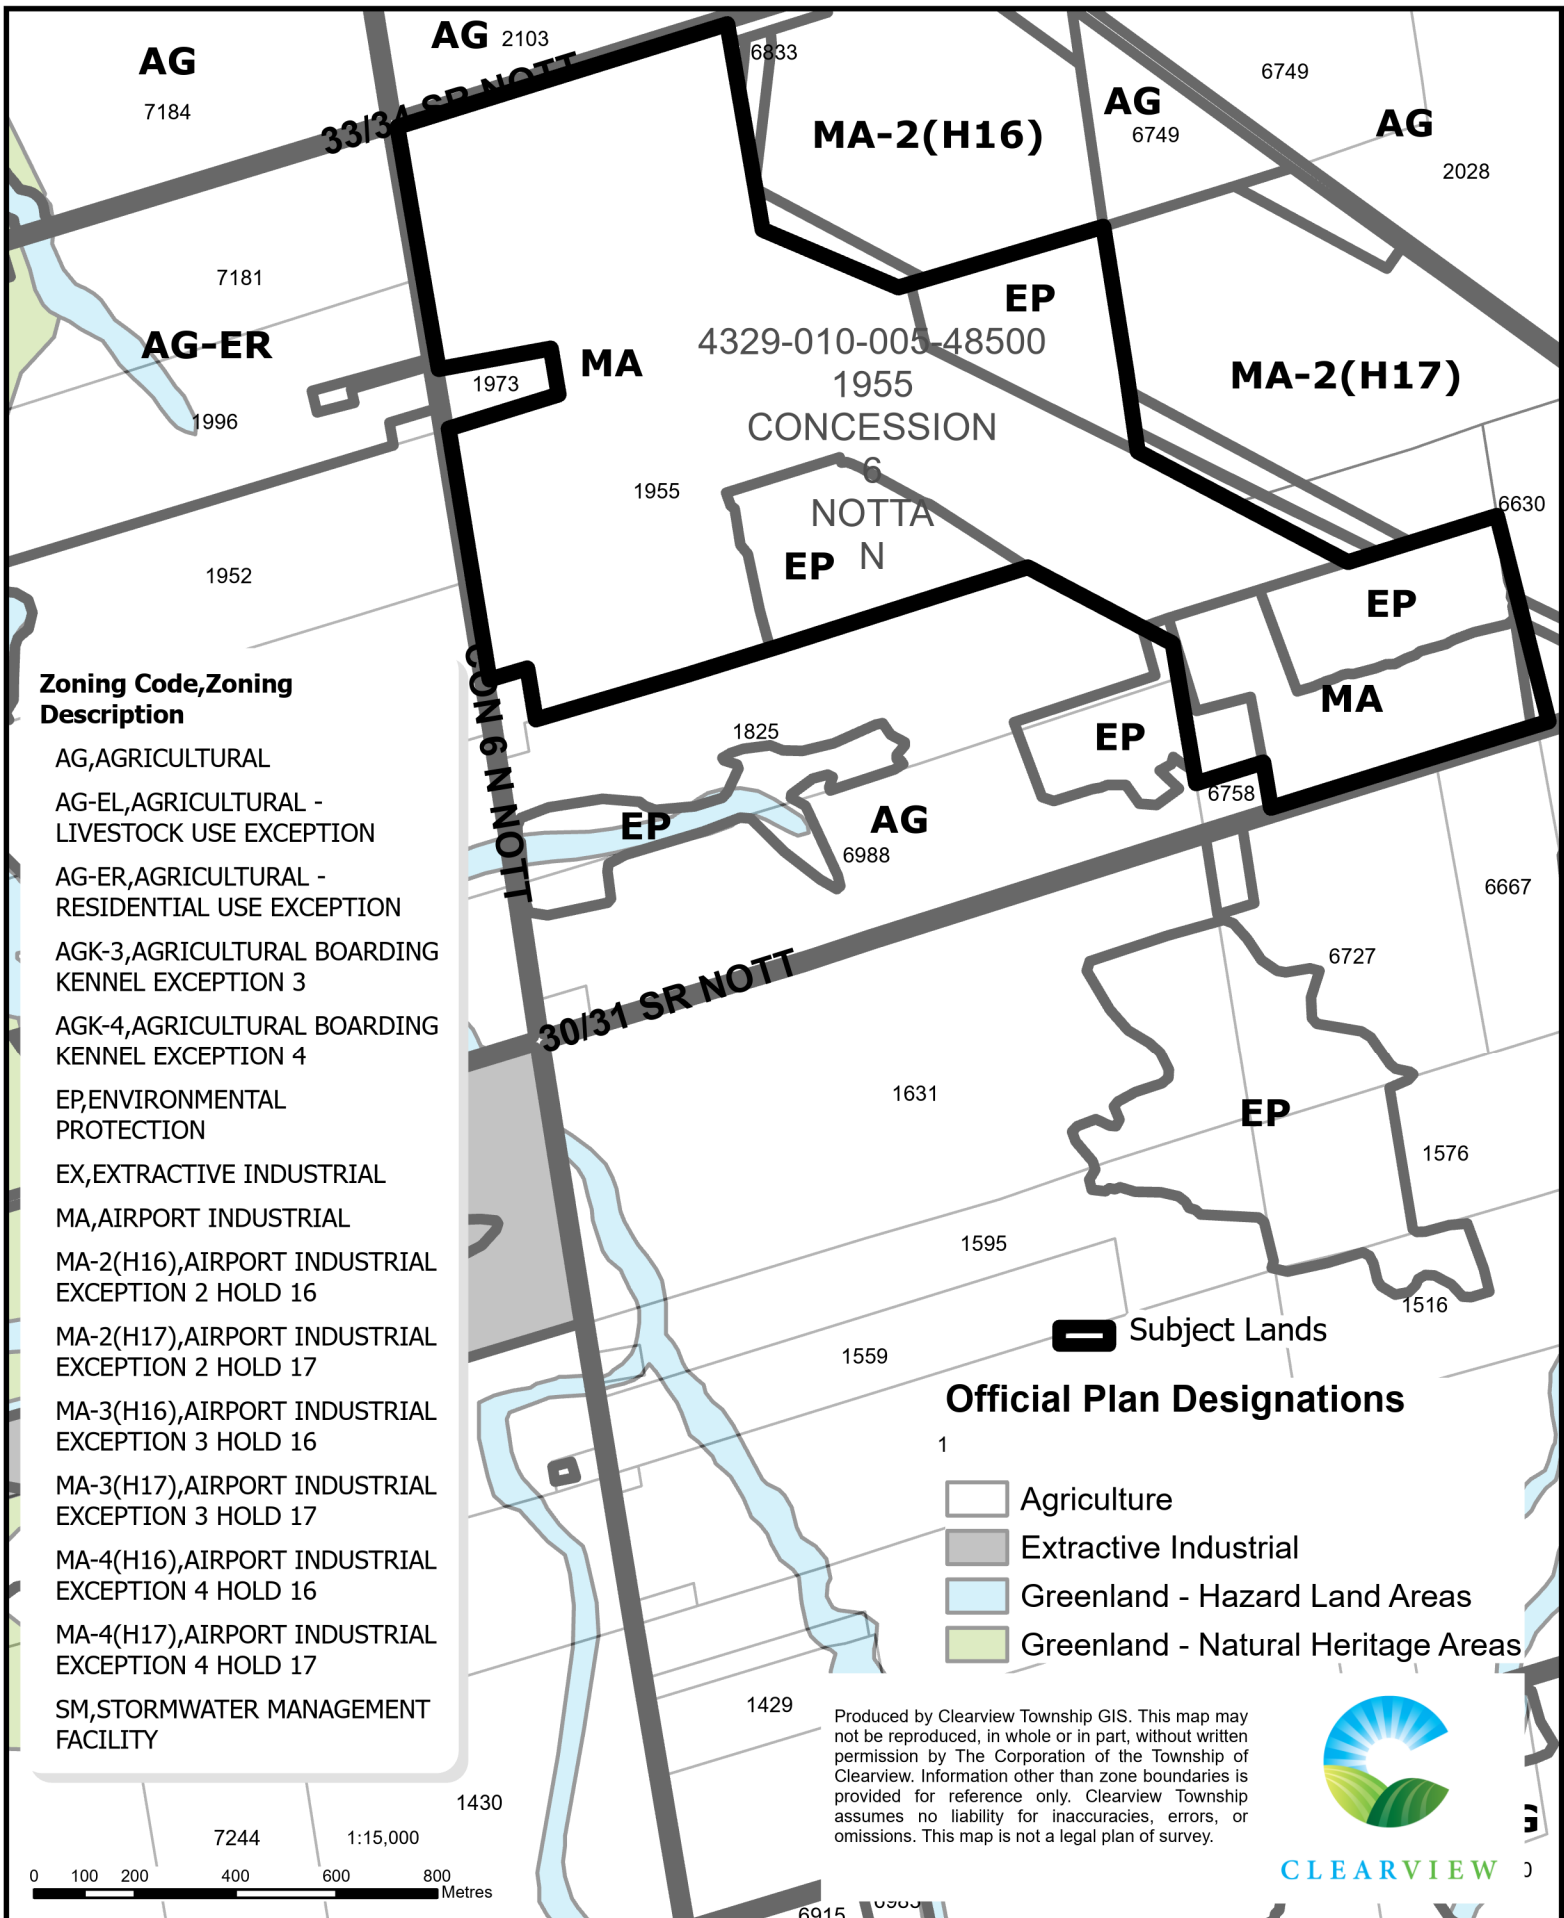 AG
AG 2103
6833
6749
7184
33/34 SR NOTT
MA-2(H16)
AG
6749
AG
2028
7181
EP
AG-ER
MA
4329-010-005-48500
1955
CONCESSION
6
NOTTA
N
MA-2(H17)
1973
1996
1955
6630
EP
1952
EP
CON 6 N NOTT
MA
1825
EP
6758
EP
AG
6988
6667
30/31 SR NOTT
6727
1631
EP
1576
1595
1516
1559
Zoning Code,Zoning
Description
AG,AGRICULTURAL
AG-EL,AGRICULTURAL -
LIVESTOCK USE EXCEPTION
AG-ER,AGRICULTURAL -
RESIDENTIAL USE EXCEPTION
AGK-3,AGRICULTURAL BOARDING
KENNEL EXCEPTION 3
AGK-4,AGRICULTURAL BOARDING
KENNEL EXCEPTION 4
EP,ENVIRONMENTAL
PROTECTION
EX,EXTRACTIVE INDUSTRIAL
MA,AIRPORT INDUSTRIAL
MA-2(H16),AIRPORT INDUSTRIAL
EXCEPTION 2 HOLD 16
MA-2(H17),AIRPORT INDUSTRIAL
EXCEPTION 2 HOLD 17
MA-3(H16),AIRPORT INDUSTRIAL
EXCEPTION 3 HOLD 16
MA-3(H17),AIRPORT INDUSTRIAL
EXCEPTION 3 HOLD 17
MA-4(H16),AIRPORT INDUSTRIAL
EXCEPTION 4 HOLD 16
MA-4(H17),AIRPORT INDUSTRIAL
EXCEPTION 4 HOLD 17
SM,STORMWATER MANAGEMENT
FACILITY
Subject Lands
Official Plan Designations
1
Agriculture
Extractive Industrial
Greenland - Hazard Land Areas
Greenland - Natural Heritage Areas
1429
Produced by Clearview Township GIS. This map may
not be reproduced, in whole or in part, without written
permission by The Corporation of the Township of
Clearview. Information other than zone boundaries is
provided for reference only. Clearview Township
assumes no liability for inaccuracies, errors, or
omissions. This map is not a legal plan of survey.
CLEARVIEW
1430
7244
1:15,000
0 100 200 400 600 800
Metres
6915